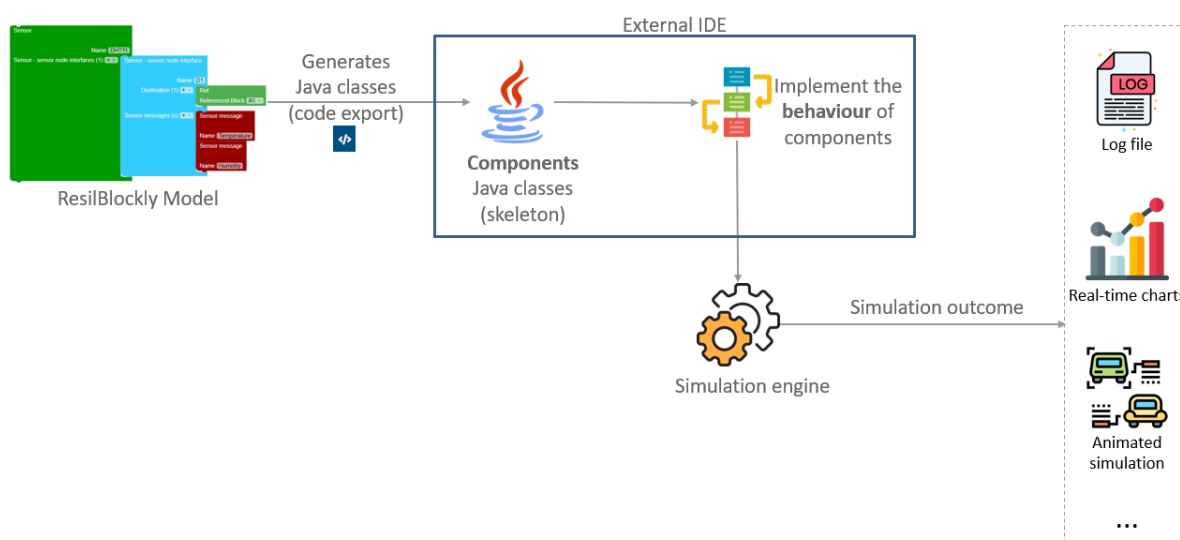 Sensor
Name DHT11
Sensor - sensor node interfaces (1)
Sensor - sensor node interface
Name D1
Destination (1)
Ref
Referenced Block A1
Sensor messages (s)
Sensor message
Name Temperature
Sensor message
Name Humidity
ResilBlockly Model
Generates
Java classes
(code export)
</>
External IDE
Components
Java classes
(skeleton)
Implement the
behaviour of
components
Simulation engine
Simulation outcome
LOG
Log file
Real-time charts
Animated
simulation
...